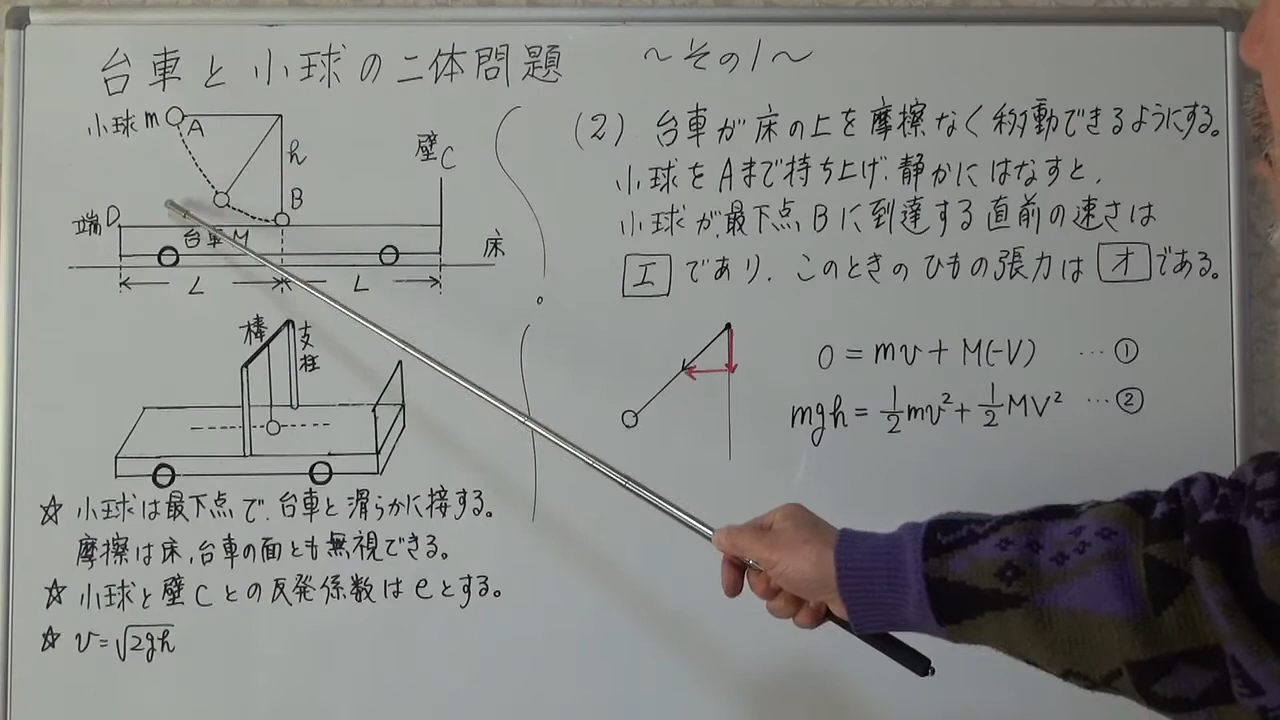 台車と小球の二体問題 〜その1〜
小球 m A
h
壁C
B
端D
台車M
床
L L
棒 支柱
☆ 小球は最下点で、台車と滑らかに接する。
摩擦は床、台車の面とも無視できる。
☆ 小球と壁Cとの反発係数はeとする。
☆ v=√2gh
(2) 台車が床の上を摩擦なく移動できるようにする。
小球をAまで持ち上げ、静かにはなすと、
小球が、最下点Bに到達する直前の速さは
エ であり、このときのひもの張力は オ である。
0 = mv + M(-V) … ①
mgh = 1/2 mv² + 1/2 MV² … ②